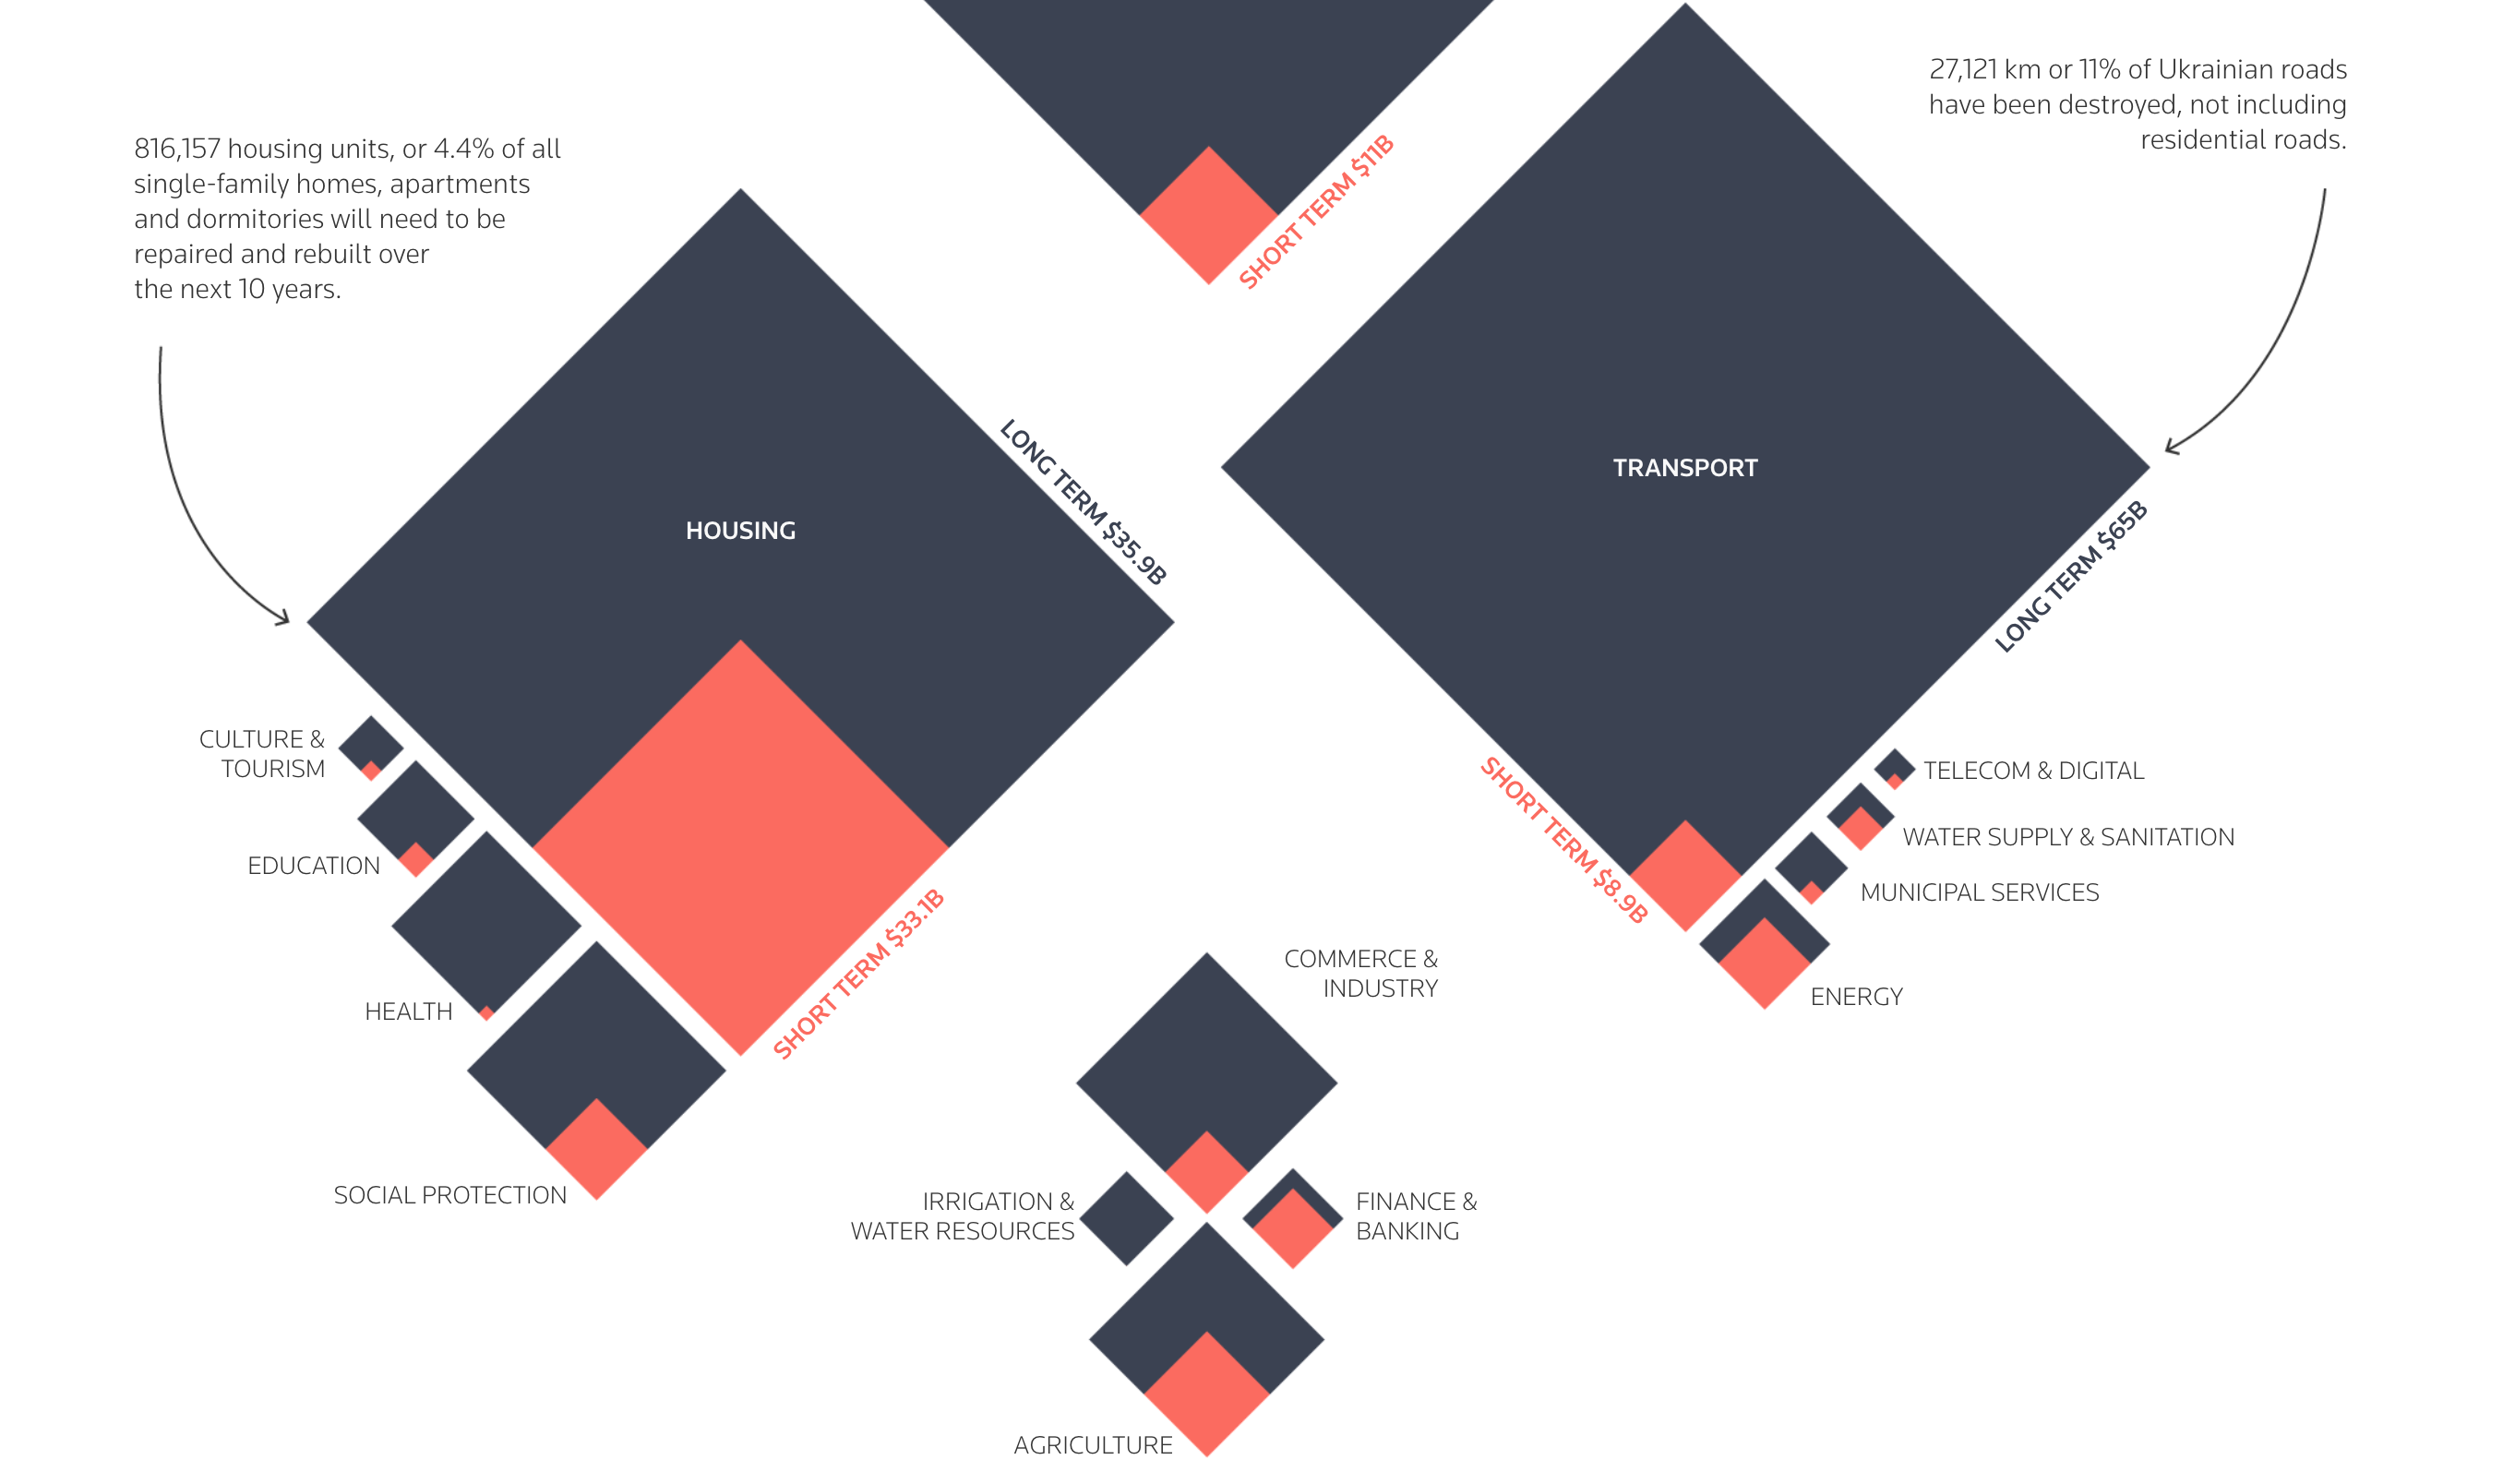 27,121 km or 11% of Ukrainian roads
have been destroyed, not including
residential roads.
816,157 housing units, or 4.4% of all
single-family homes, apartments
and dormitories will need to be
repaired and rebuilt over
the next 10 years.
SHORT TERM $11B
HOUSING
LONG TERM $35.9B
SHORT TERM $33.1B
TRANSPORT
LONG TERM $65B
SHORT TERM $8.9B
CULTURE &
TOURISM
EDUCATION
HEALTH
SOCIAL PROTECTION
TELECOM & DIGITAL
WATER SUPPLY & SANITATION
MUNICIPAL SERVICES
ENERGY
COMMERCE &
INDUSTRY
IRRIGATION &
WATER RESOURCES
FINANCE &
BANKING
AGRICULTURE